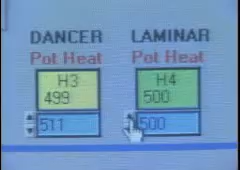 DANCER LAMINAR
Pot Heat Pot Heat
H3 H4
499 500
511 500